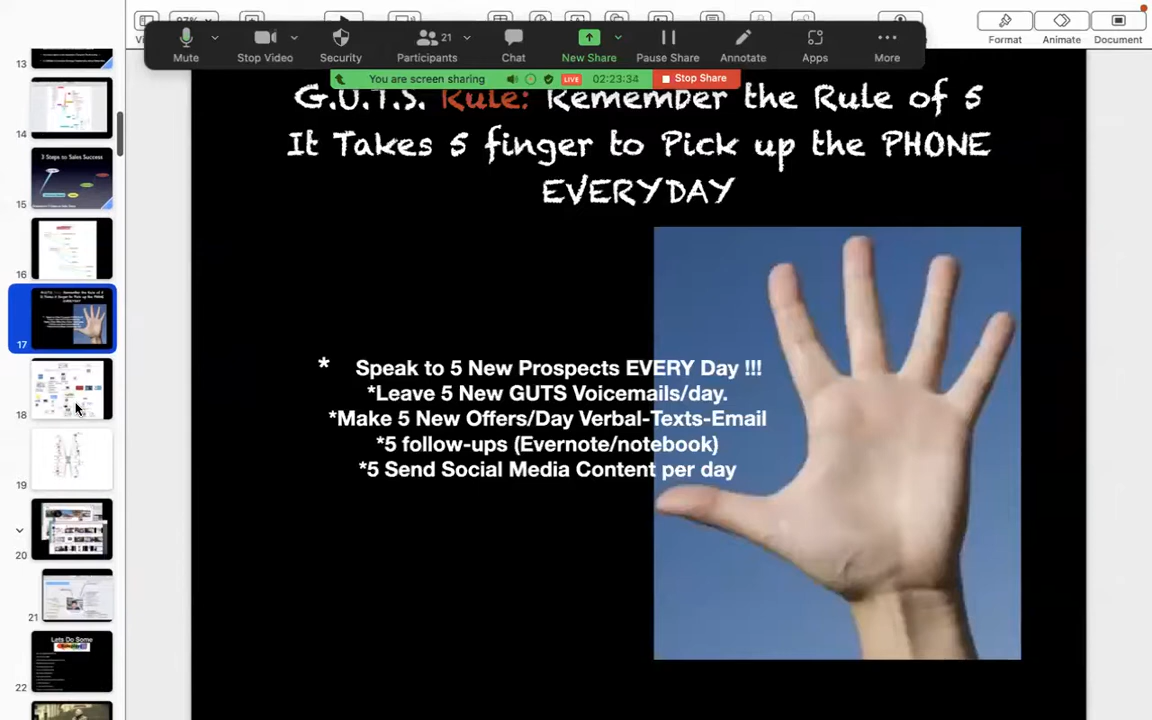 Mute
Stop Video
Security
21
Participants
Chat
New Share
Pause Share
Annotate
Apps
More
Format
Animate
Document
You are screen sharing
LIVE
02:23:34
Stop Share
13
14
3 Steps to Sales Success
15
16
17
18
19
20
21
Lets Do Some
22
G.U.T.S. Rule: Remember the Rule of 5
It Takes 5 finger to Pick up the PHONE
EVERYDAY
* Speak to 5 New Prospects EVERY Day !!!
*Leave 5 New GUTS Voicemails/day.
*Make 5 New Offers/Day Verbal-Texts-Email
*5 follow-ups (Evernote/notebook)
*5 Send Social Media Content per day